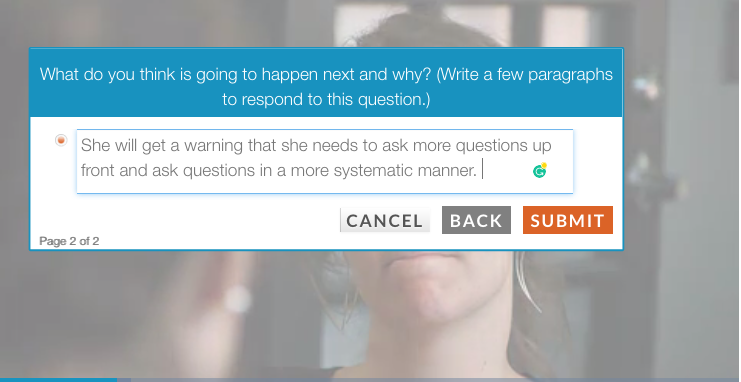 What do you think is going to happen next and why? (Write a few paragraphs
to respond to this question.)
She will get a warning that she needs to ask more questions up
front and ask questions in a more systematic manner.
CANCEL BACK SUBMIT
Page 2 of 2